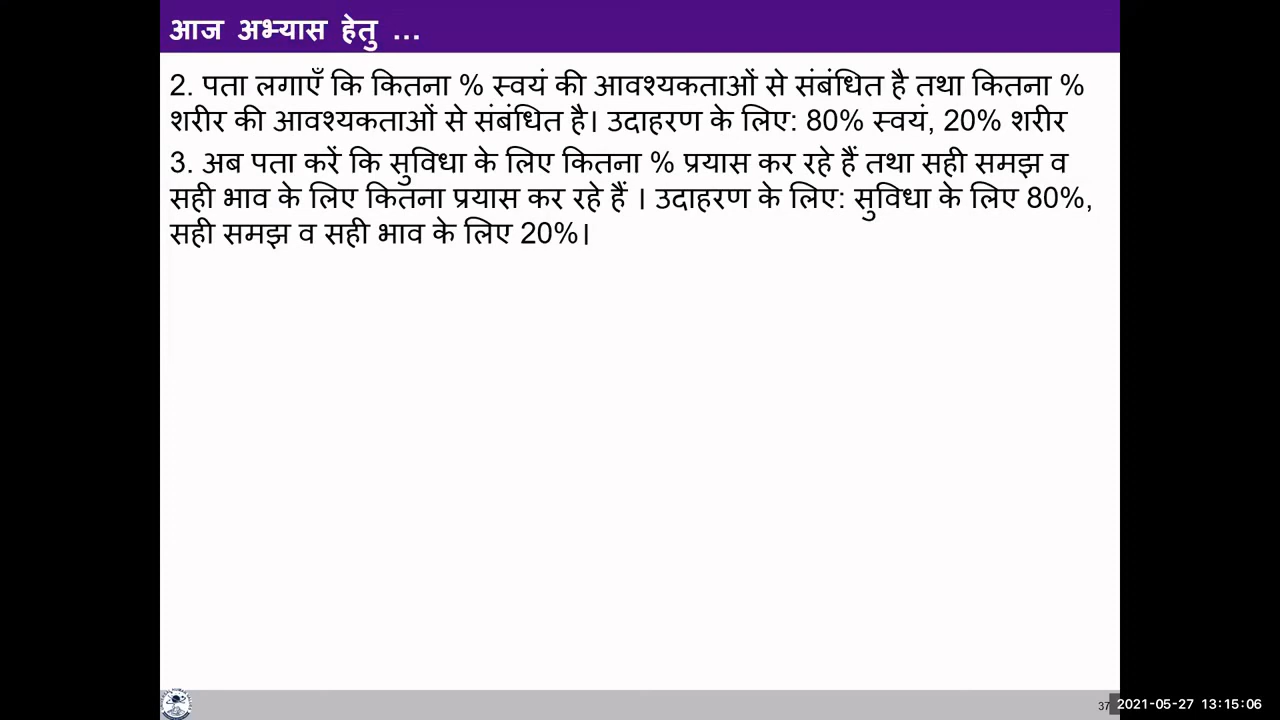 आज अभ्यास हेतु ...
2. पता लगाएँ कि कितना % स्वयं की आवश्यकताओं से संबंधित है तथा कितना %
शरीर की आवश्यकताओं से संबंधित है। उदाहरण के लिए: 80% स्वयं, 20% शरीर
3. अब पता करें कि सुविधा के लिए कितना % प्रयास कर रहे हैं तथा सही समझ व
सही भाव के लिए कितना प्रयास कर रहे हैं । उदाहरण के लिए: सुविधा के लिए 80%,
सही समझ व सही भाव के लिए 20%।
37
2021-05-27 13:15:06